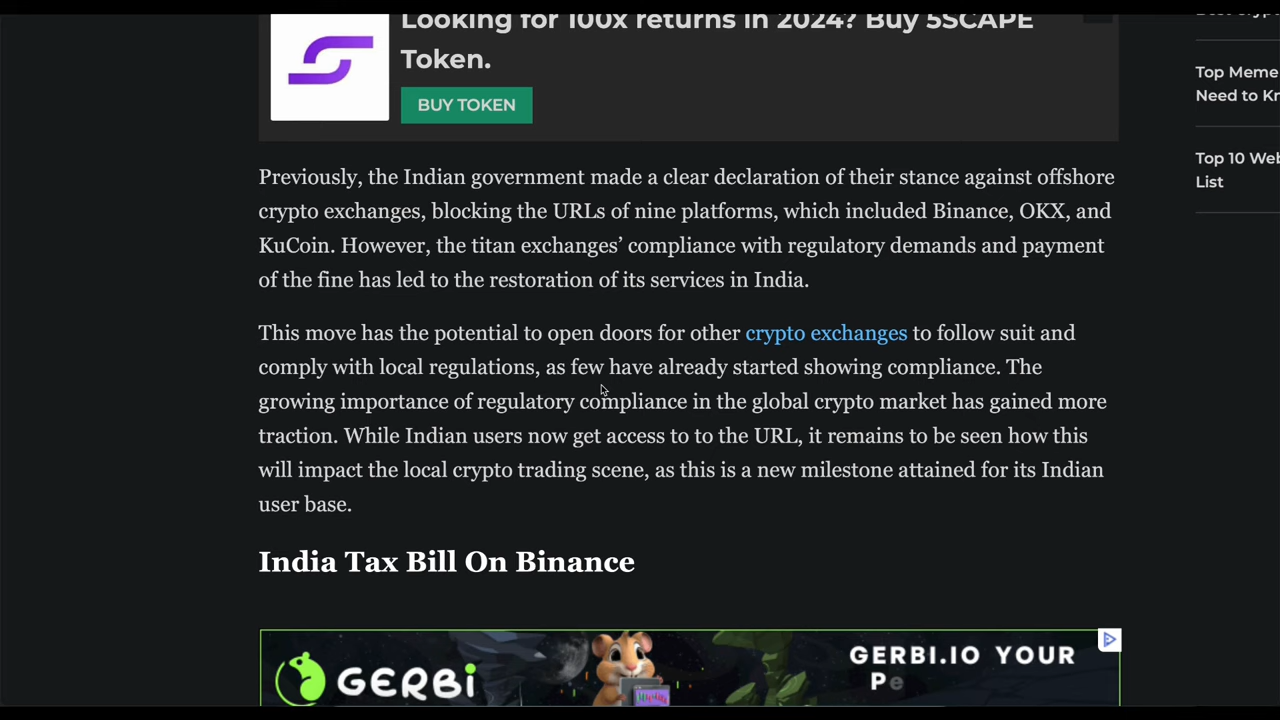 Looking for 100x returns in 2024? Buy 5SCAPE
Token.
BUY TOKEN
Top Meme
Need to
Top 10
List
Previously, the Indian government made a clear declaration of their stance against offshore
crypto exchanges, blocking the URLs of nine platforms, which included Binance, OKX, and
KuCoin. However, the titan exchanges’ compliance with regulatory demands and payment
of the fine has led to the restoration of its services in India.
This move has the potential to open doors for other crypto exchanges to follow suit and
comply with local regulations, as few have already started showing compliance. The
growing importance of regulatory compliance in the global crypto market has gained more
traction. While Indian users now get access to to the URL, it remains to be seen how this
will impact the local crypto trading scene, as this is a new milestone attained for its Indian
user base.
India Tax Bill On Binance
GERBI
GERBI.IO YOUR
Pe